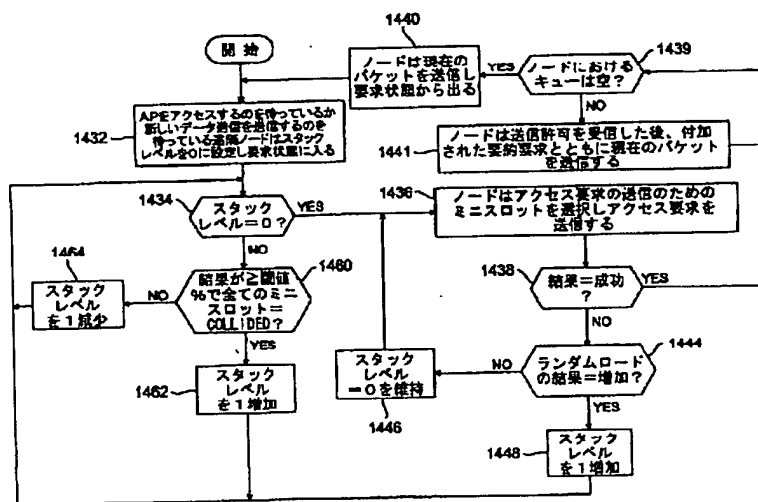 1440
開始
ノードは現在の
パケットを送信し
要求状態から出る
YES
1439
ノードにおける
キューは空?
NO
1432
APにアクセスするのを待っているか
新しいデータ送信を送信するのを
待っている遠隔ノードはスタック
レベルを0に設定し要求状態に入る
1441
ノードは送信許可を受信した後、付加
された要約要求とともに現在のパケット
を送信する
1434
スタック
レベル=0?
YES
NO
1436
ノードはアクセス要求の送信のための
ミニスロットを選択しアクセス要求を
送信する
1438
結果=成功
?
YES
NO
1464
スタック
レベル
を1減少
NO
1460
結果が≧閾値
%で全てのミニ
スロット=
COLLIDED?
YES
1462
スタック
レベル
を1増加
1444
ランダムロード
の結果=増加?
NO
YES
スタック
レベル
=0を維持
1446
1448
スタック
レベル
を1増加